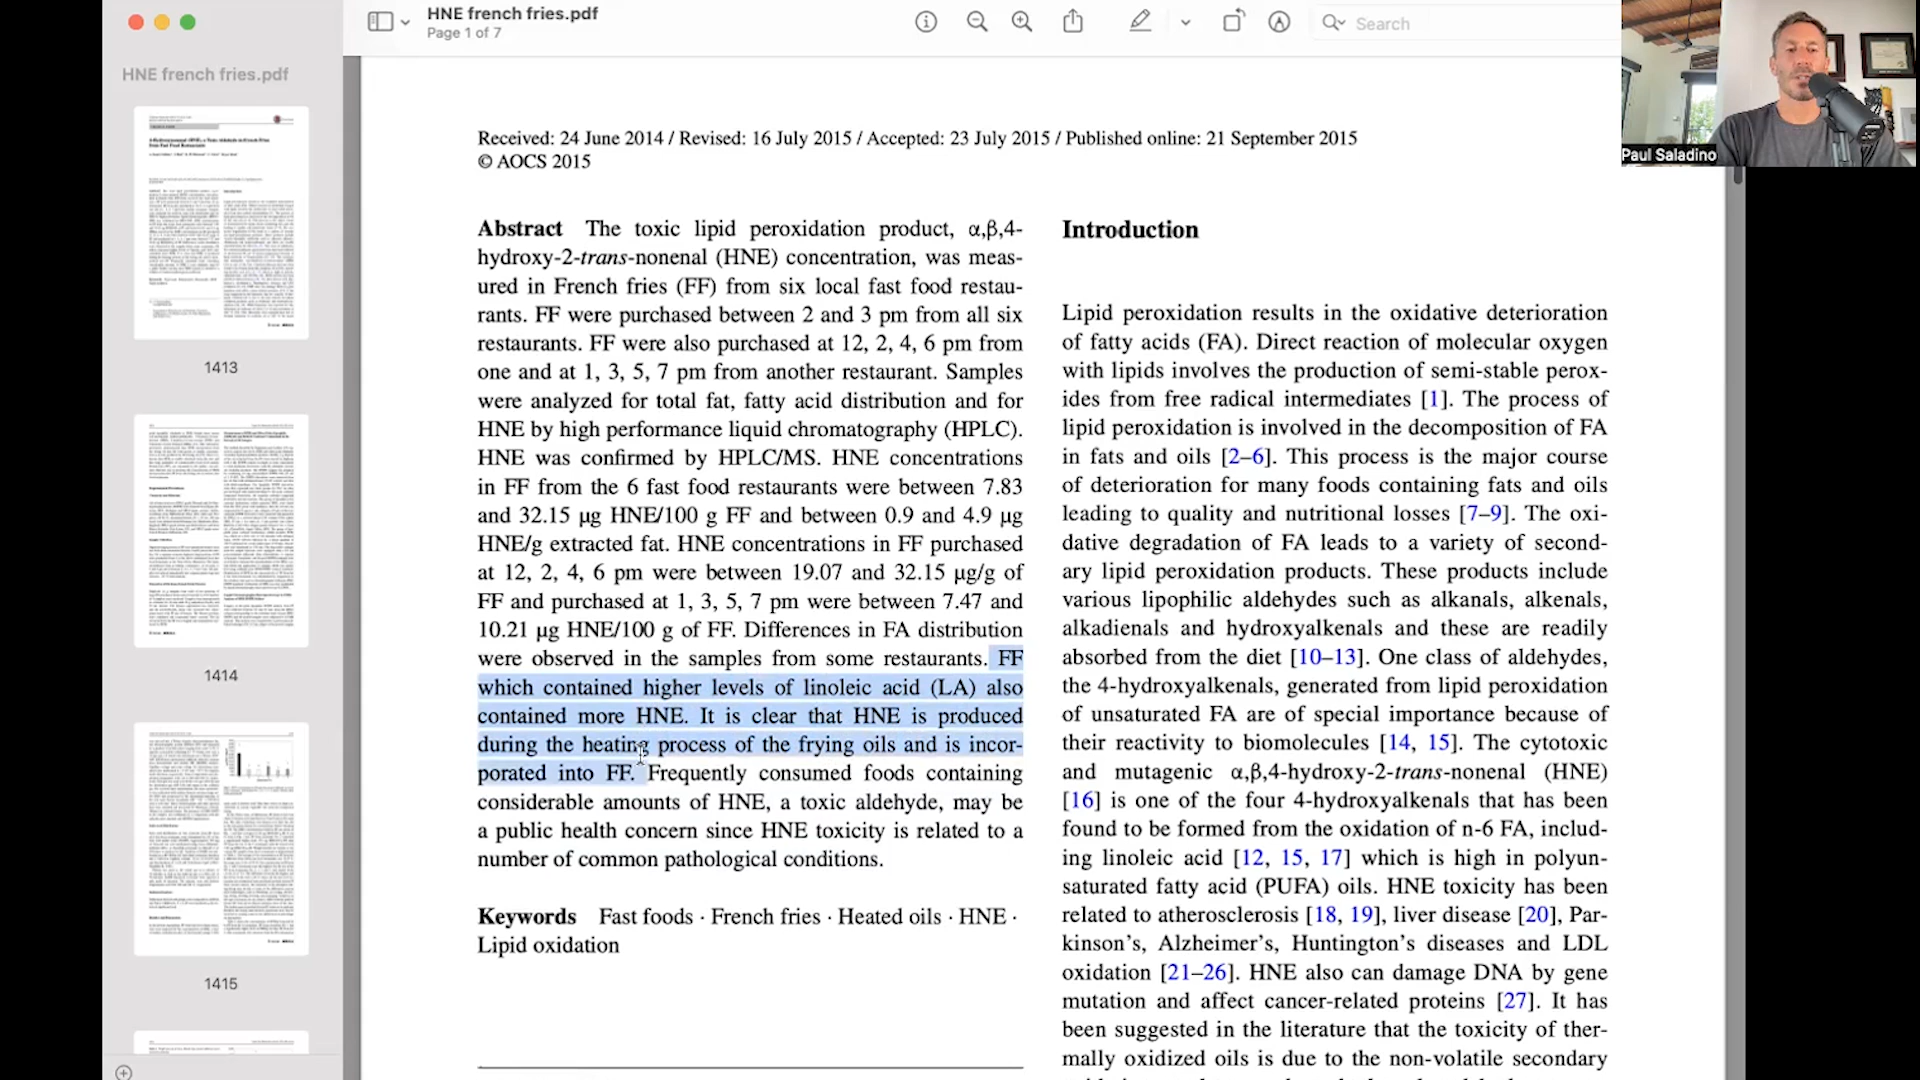 HNE french fries.pdf
Page 1 of 7
Search
HNE french fries.pdf
1413
1414
1415
Paul Saladino
Received: 24 June 2014 / Revised: 16 July 2015 / Accepted: 23 July 2015 / Published online: 21 September 2015
© AOCS 2015
Abstract The toxic lipid peroxidation product, α,β,4-
hydroxy-2-trans-nonenal (HNE) concentration, was meas-
ured in French fries (FF) from six local fast food restau-
rants. FF were purchased between 2 and 3 pm from all six
restaurants. FF were also purchased at 12, 2, 4, 6 pm from
one and at 1, 3, 5, 7 pm from another restaurant. Samples
were analyzed for total fat, fatty acid distribution and for
HNE by high performance liquid chromatography (HPLC).
HNE was confirmed by HPLC/MS. HNE concentrations
in FF from the 6 fast food restaurants were between 7.83
and 32.15 μg HNE/100 g FF and between 0.9 and 4.9 μg
HNE/g extracted fat. HNE concentrations in FF purchased
at 12, 2, 4, 6 pm were between 19.07 and 32.15 μg/g of
FF and purchased at 1, 3, 5, 7 pm were between 7.47 and
10.21 μg HNE/100 g of FF. Differences in FA distribution
were observed in the samples from some restaurants. FF
which contained higher levels of linoleic acid (LA) also
contained more HNE. It is clear that HNE is produced
during the heating process of the frying oils and is incor-
porated into FF. Frequently consumed foods containing
considerable amounts of HNE, a toxic aldehyde, may be
a public health concern since HNE toxicity is related to a
number of common pathological conditions.
Keywords Fast foods · French fries · Heated oils · HNE ·
Lipid oxidation
Introduction
Lipid peroxidation results in the oxidative deterioration
of fatty acids (FA). Direct reaction of molecular oxygen
with lipids involves the production of semi-stable perox-
ides from free radical intermediates [1]. The process of
lipid peroxidation is involved in the decomposition of FA
in fats and oils [2–6]. This process is the major course
of deterioration for many foods containing fats and oils
leading to quality and nutritional losses [7–9]. The oxi-
dative degradation of FA leads to a variety of second-
ary lipid peroxidation products. These products include
various lipophilic aldehydes such as alkanals, alkenals,
alkadienals and hydroxyalkenals and these are readily
absorbed from the diet [10–13]. One class of aldehydes,
the 4-hydroxyalkenals, generated from lipid peroxidation
of unsaturated FA are of special importance because of
their reactivity to biomolecules [14, 15]. The cytotoxic
and mutagenic α,β,4-hydroxy-2-trans-nonenal (HNE)
[16] is one of the four 4-hydroxyalkenals that has been
found to be formed from the oxidation of n-6 FA, includ-
ing linoleic acid [12, 15, 17] which is high in polyun-
saturated fatty acid (PUFA) oils. HNE toxicity has been
related to atherosclerosis [18, 19], liver disease [20], Par-
kinson's, Alzheimer's, Huntington's diseases and LDL
oxidation [21–26]. HNE also can damage DNA by gene
mutation and affect cancer-related proteins [27]. It has
been suggested in the literature that the toxicity of ther-
mally oxidized oils is due to the non-volatile secondary